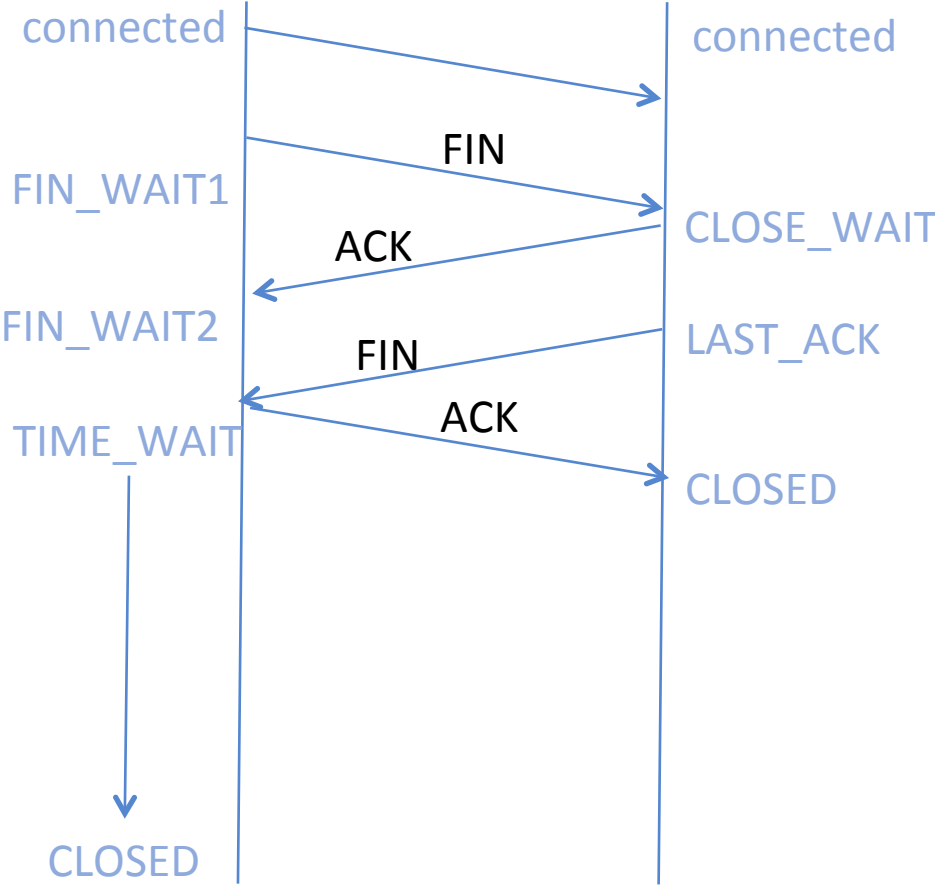 connected
connected
FIN
FIN_WAIT1
CLOSE_WAIT
ACK
FIN_WAIT2
LAST_ACK
FIN
ACK
TIME_WAIT
CLOSED
CLOSED